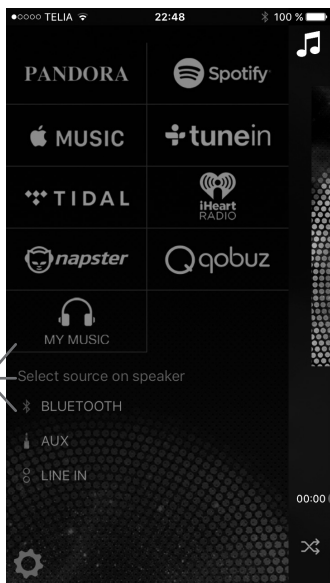 TELIA 22:48 100 %
PANDORA Spotify
MUSIC tunein
TIDAL iHeart RADIO
napster qobuz
MY MUSIC
Select source on speaker
BLUETOOTH
AUX
LINE IN
00:00